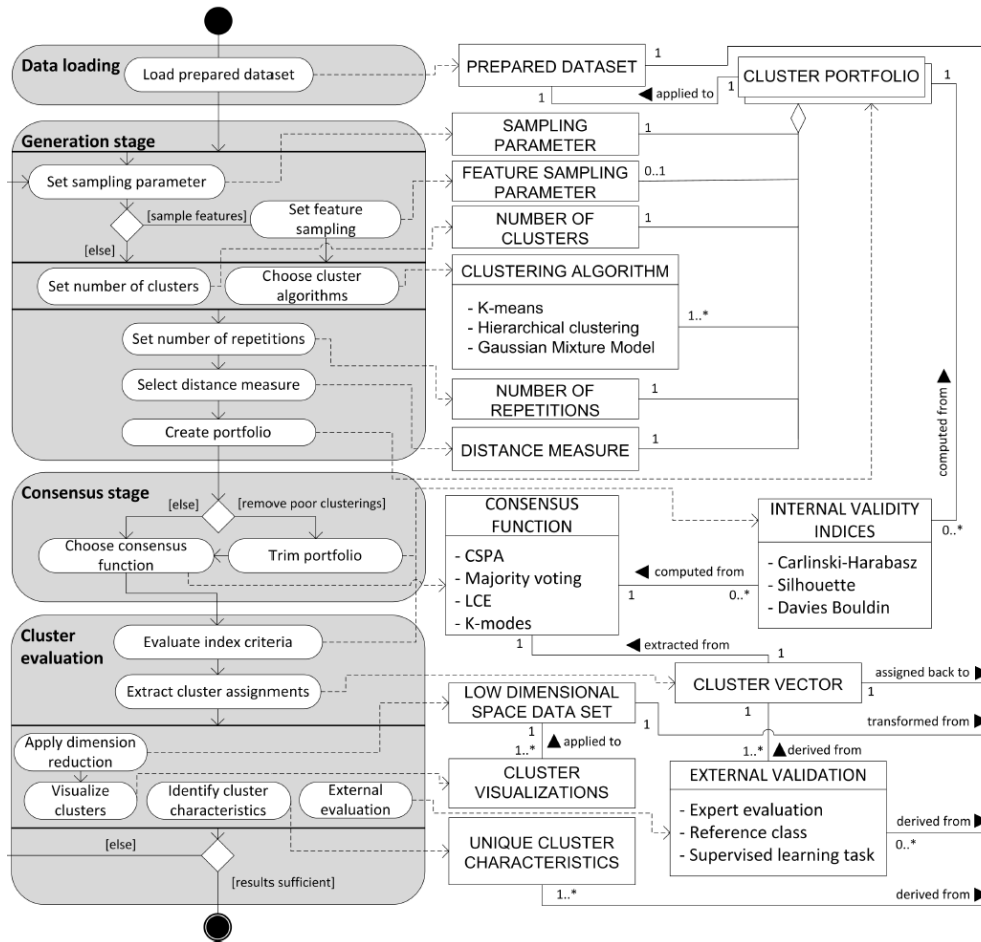 Data loading
Load prepared dataset
Generation stage
Set sampling parameter
[sample features]
Set feature
sampling
[else]
Set number of clusters
Choose cluster
algorithms
Set number of repetitions
Select distance measure
Create portfolio
Consensus stage
[else]
[remove poor clusterings]
Choose consensus
function
Trim portfolio
Cluster
evaluation
Evaluate index criteria
Extract cluster assignments
Apply dimension
reduction
Visualize
clusters
Identify cluster
characteristics
External
evaluation
[else]
[results sufficient]
PREPARED DATASET
1
1
◀ applied to
1
CLUSTER PORTFOLIO
1
SAMPLING
PARAMETER
1
FEATURE SAMPLING
PARAMETER
0..1
NUMBER OF
CLUSTERS
1
CLUSTERING ALGORITHM
- K-means
- Hierarchical clustering
- Gaussian Mixture Model
1..*
NUMBER OF
REPETITIONS
1
DISTANCE MEASURE
1
computed from ▶
CONSENSUS
FUNCTION
- CSPA
- Majority voting
- LCE
- K-modes
1
◀ computed from
0..*
INTERNAL VALIDITY
INDICES
- Carlinski-Harabasz
- Silhouette
- Davies Bouldin
0..*
1
◀ extracted from
1
CLUSTER VECTOR
1
1
assigned back to ▶
LOW DIMENSIONAL
SPACE DATA SET
1
transformed from ▶
1
1..*
▲ applied to
CLUSTER
VISUALIZATIONS
1..*
▲ derived from
EXTERNAL VALIDATION
- Expert evaluation
- Reference class
- Supervised learning task
derived from ▶
0..*
UNIQUE CLUSTER
CHARACTERISTICS
1..*
derived from ▶